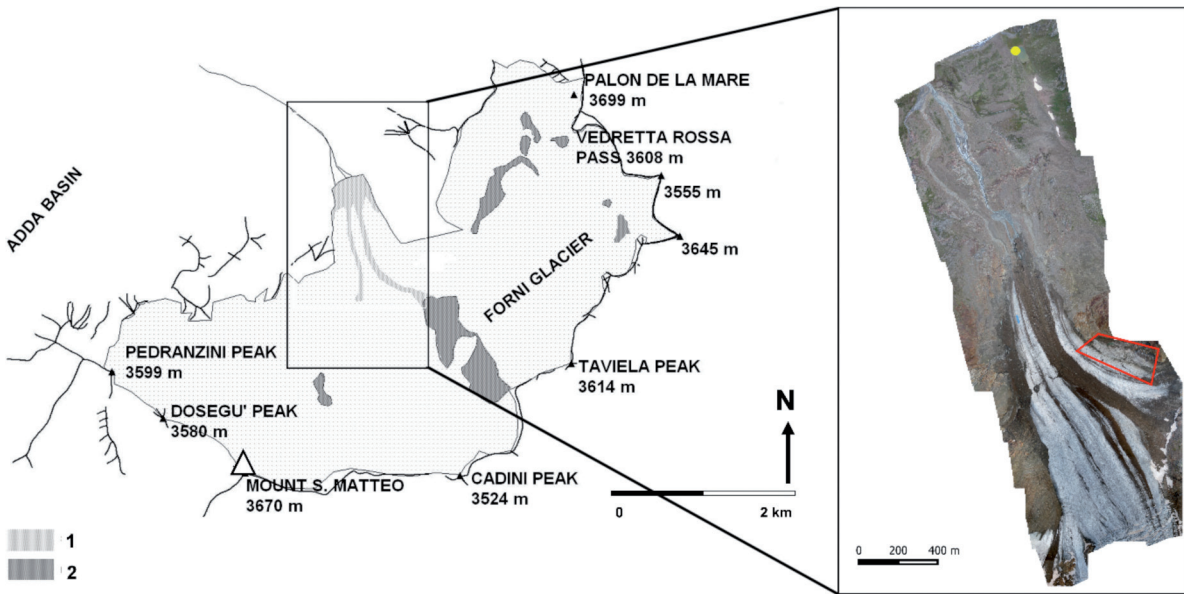 PALON DE LA MARE
3699 m
VEDRETTA ROSSA
PASS 3608 m
3555 m
3645 m
ADDA BASIN
FORNI GLACIER
PEDRANZINI PEAK
3599 m
TAVIELA PEAK
3614 m
DOSEGU' PEAK
3580 m
MOUNT S. MATTEO
3670 m
CADINI PEAK
3524 m
N
0 2 km
1
2
0 200 400 m